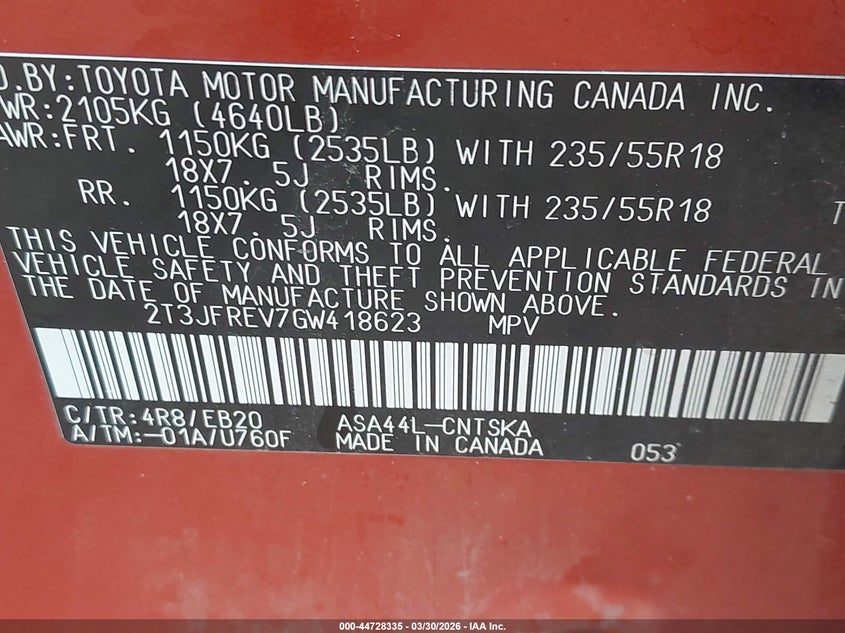 D.BY:TOYOTA MOTOR MANUFACTURING CANADA INC.
WR:2105KG (4640LB)
AWR:FRT. 1150KG (2535LB) WITH 235/55R18
18X7.5J RIMS.
RR. 1150KG (2535LB) WITH 235/55R18 T
18X7.5J RIMS.
THIS VEHICLE CONFORMS TO ALL APPLICABLE FEDERAL
VEHICLE SAFETY AND THEFT PREVENTION STANDARDS IN
THE DATE OF MANUFACTURE SHOWN ABOVE.
2T3JFREV7GW418623 MPV
C/TR:4R8/EB20 ASA44L-CNTSKA
A/TM:-01A/U760F MADE IN CANADA 053
000-44728335 - 03/30/2026 - IAA Inc.